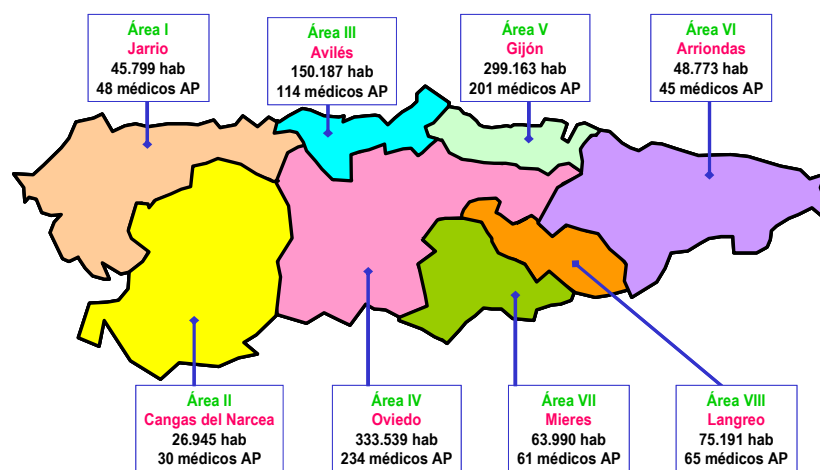 Área I
Jarrio
45.799 hab
48 médicos AP
Área III
Avilés
150.187 hab
114 médicos AP
Área V
Gijón
299.163 hab
201 médicos AP
Área VI
Arriondas
48.773 hab
45 médicos AP
Área II
Cangas del Narcea
26.945 hab
30 médicos AP
Área IV
Oviedo
333.539 hab
234 médicos AP
Área VII
Mieres
63.990 hab
61 médicos AP
Área VIII
Langreo
75.191 hab
65 médicos AP